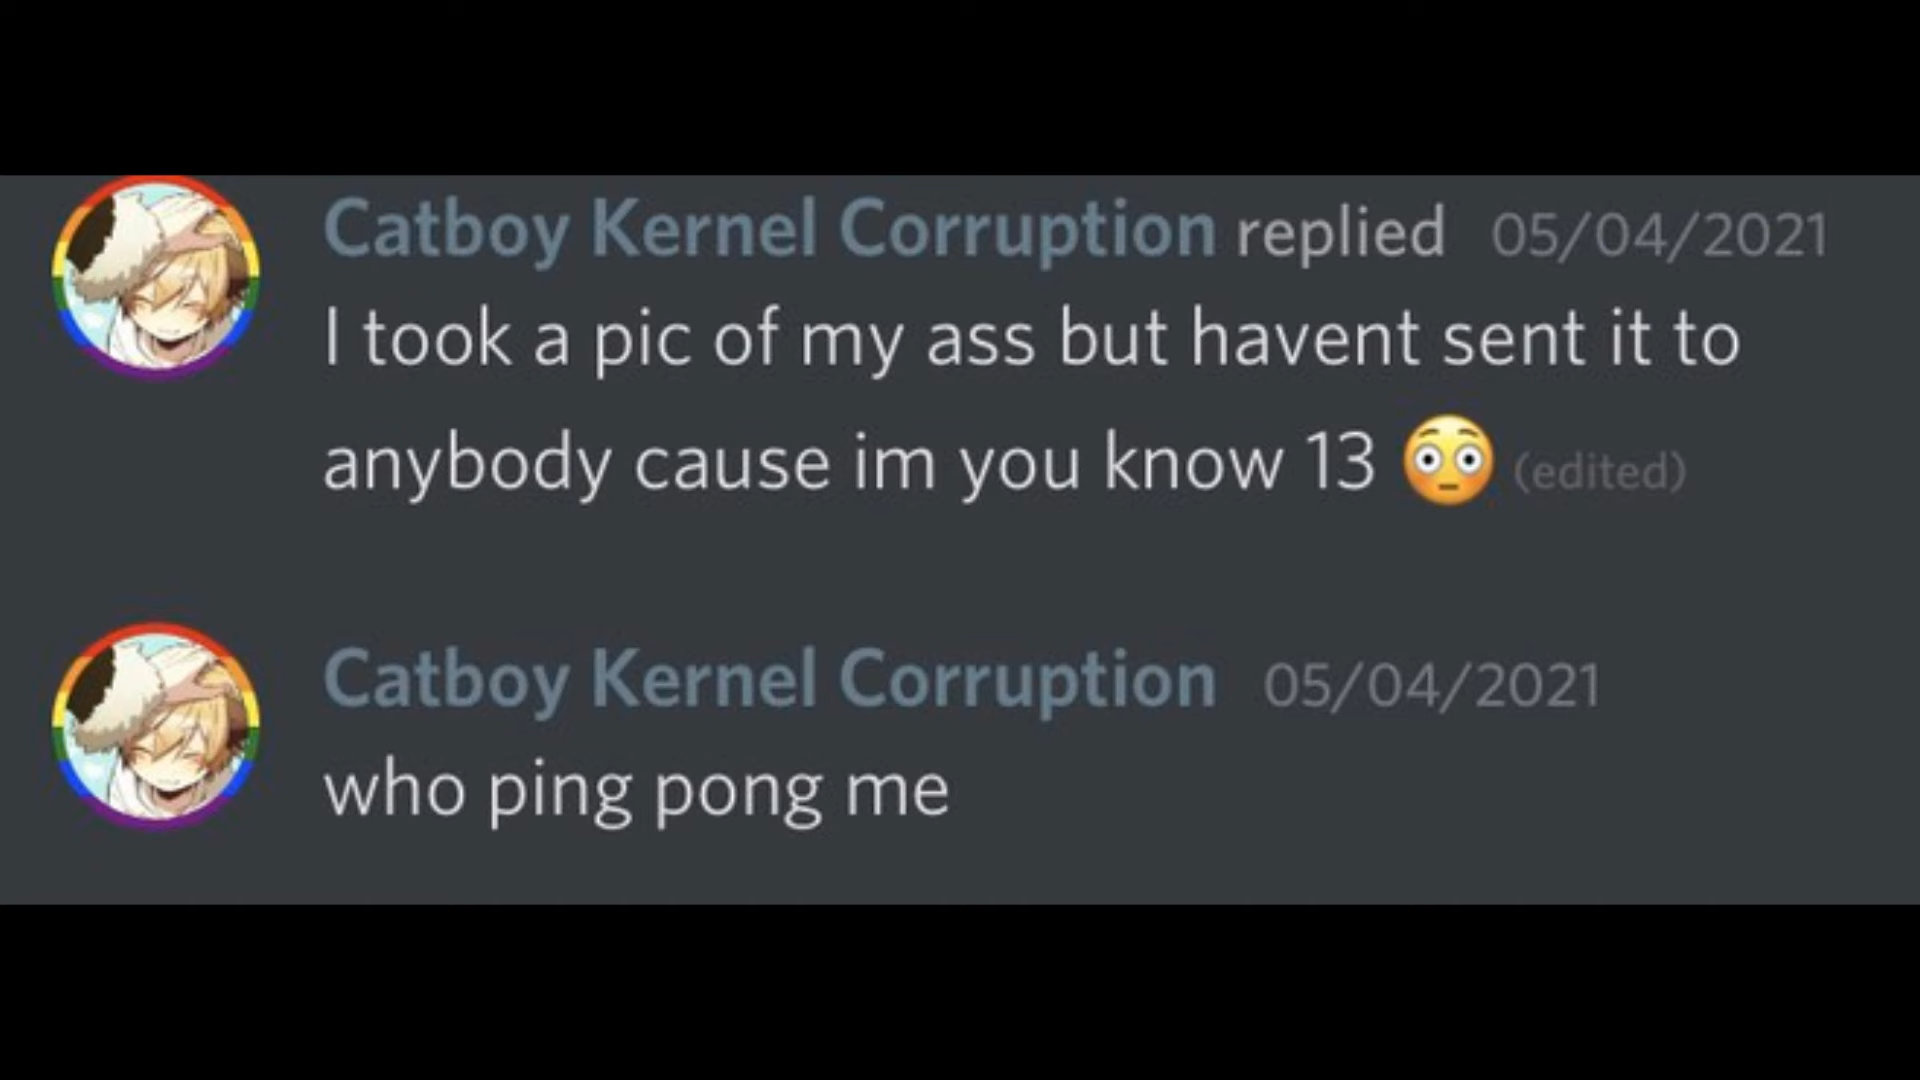 Catboy Kernel Corruption replied 05/04/2021
I took a pic of my ass but havent sent it to
anybody cause im you know 13 😳 (edited)
Catboy Kernel Corruption 05/04/2021
who ping pong me